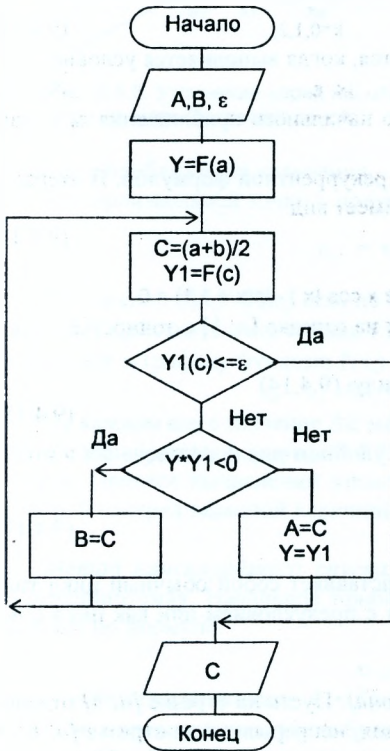 Начало
A,B, ε
Y=F(a)
C=(a+b)/2
Y1=F(c)
Да
Y1(c)<=ε
Нет
Да
Нет
Y*Y1<0
B=C
A=C
Y=Y1
C
Конец